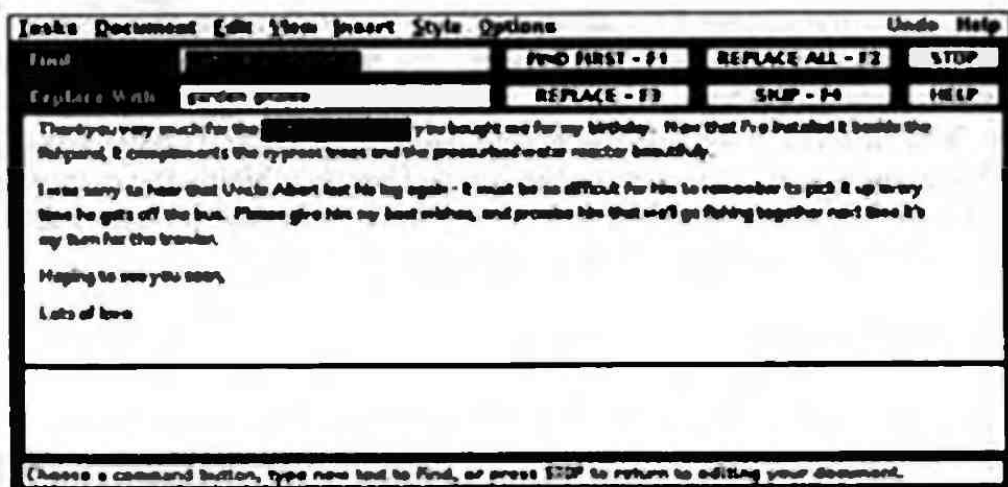 Tasks Document Edit View Insert Style Options Undo Help
Find FIND FIRST - F1 REPLACE ALL - F2 STOP
Replace With garden REPLACE - F3 SKIP - F4 HELP
Thank you very much for the you bought me for my birthday. Now that I've installed it beside the
fishpond, it complements the cypress trees and the pressurised water reactor beautifully.
I was sorry to hear that Uncle Albert lost his leg again - it must be so difficult for him to remember to pick it up every
time he gets off the bus. Please give him my best wishes, and promise him that we'll go fishing together next time it's
my turn for the
Hoping to see you soon,
Lots of love
Choose a command button, type new text to Find, or press STOP to return to editing your document.